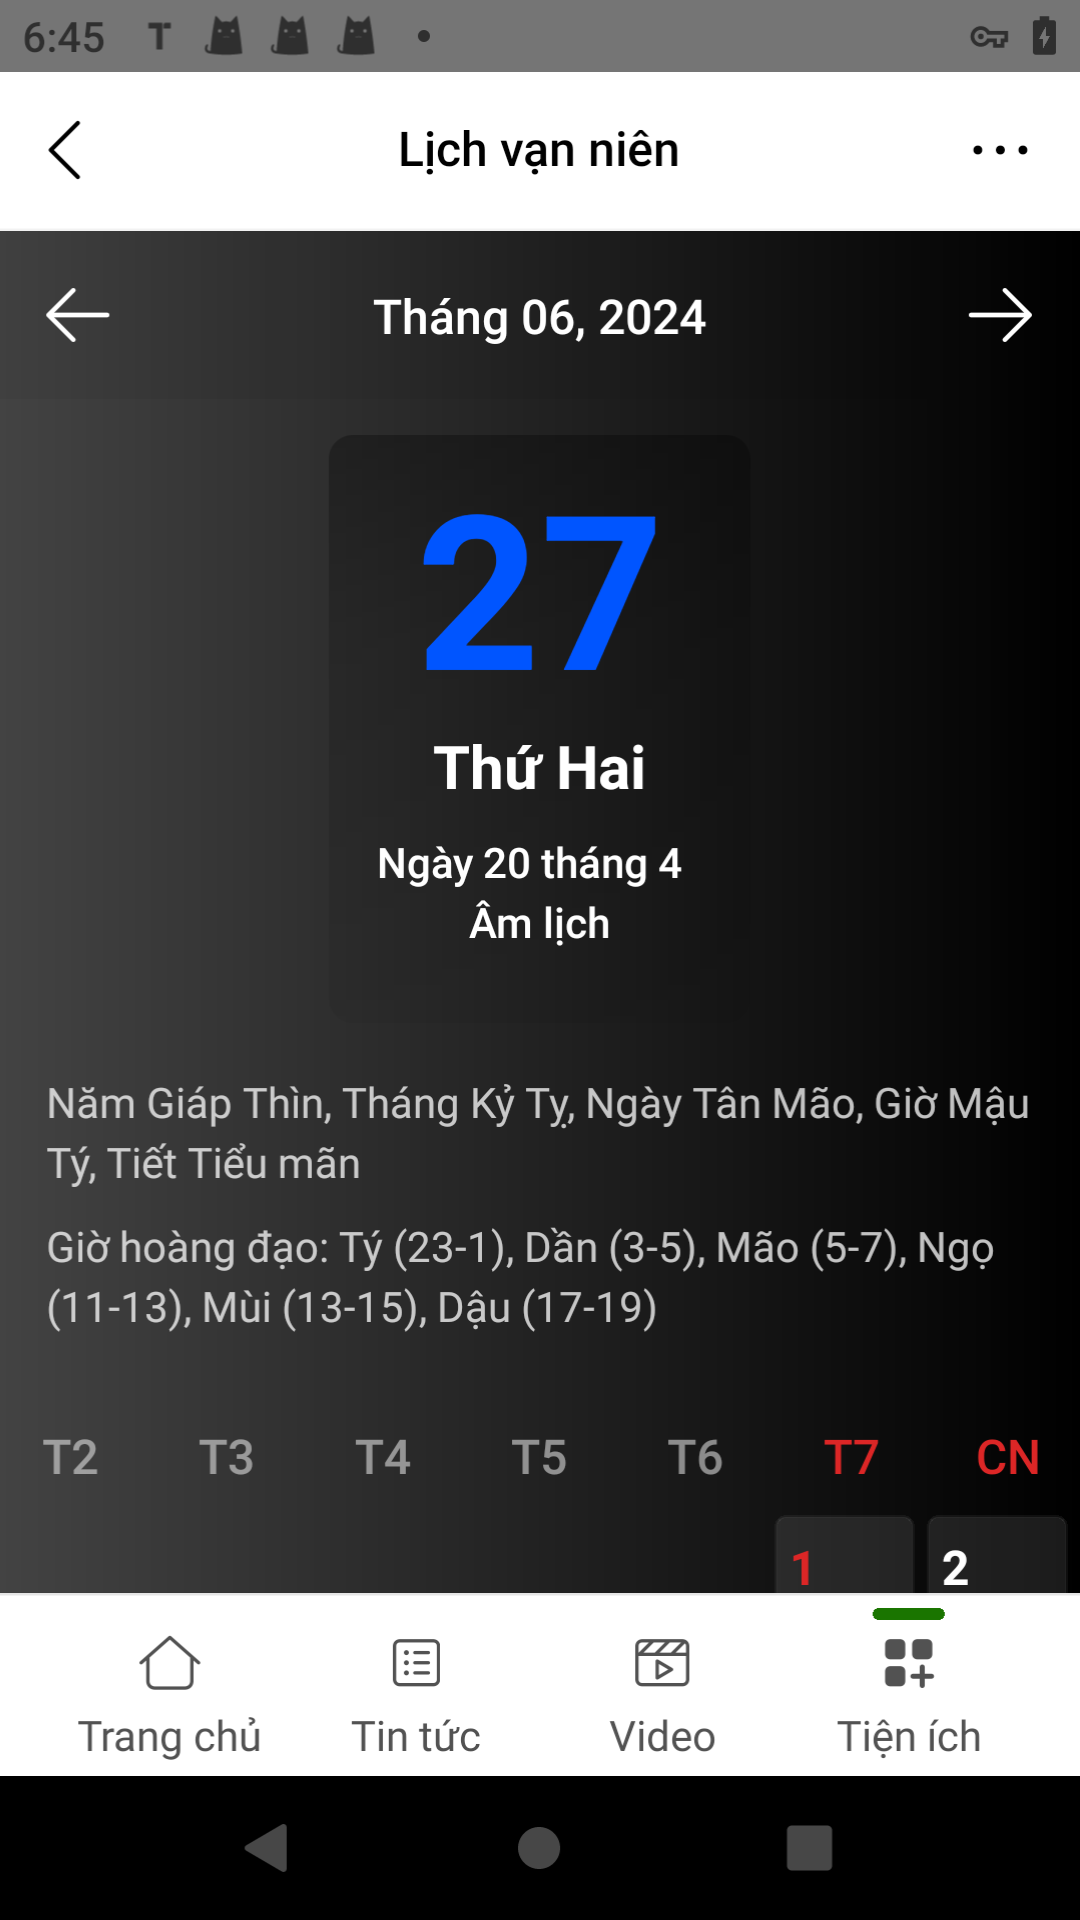 6:45
Lịch vạn niên
Tháng 06, 2024
27
Thứ Hai
Ngày 20 tháng 4
Âm lịch
Năm Giáp Thìn, Tháng Kỷ Tỵ, Ngày Tân Mão, Giờ Mậu
Tý, Tiết Tiểu mãn
Giờ hoàng đạo: Tý (23-1), Dần (3-5), Mão (5-7), Ngọ
(11-13), Mùi (13-15), Dậu (17-19)
T2 T3 T4 T5 T6 T7 CN
1 2
Trang chủ Tin tức Video Tiện ích